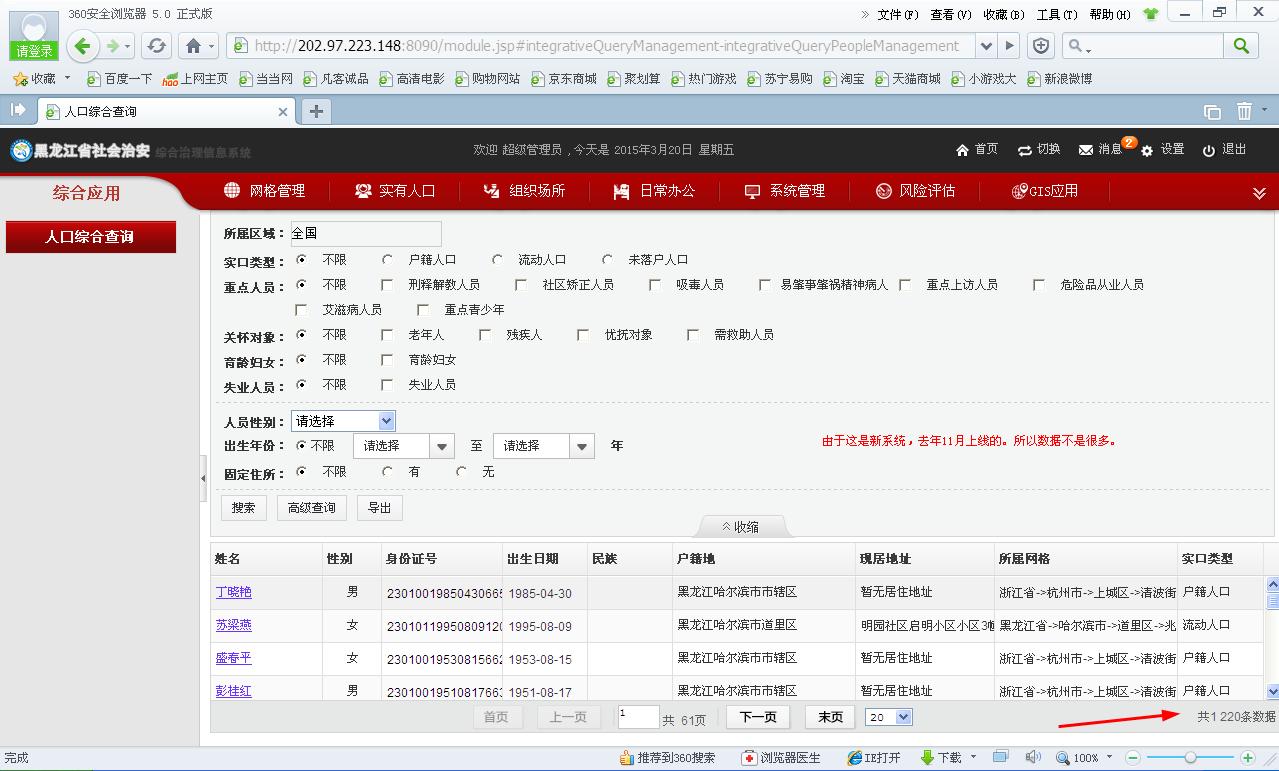 360安全浏览器 5.0 正式版
» 文件(F) 查看(V) 收藏(B) 工具(T) 帮助(H)
请登录
http://202.97.223.148:8090/module.jsp#integrativeQueryManagement-integrativeQueryPeopleManagement
收藏 百度一下 hao 上网主页 当当网 凡客诚品 高清电影 购物网站 京东商城 聚划算 热门游戏 苏宁易购 淘宝 天猫商城 小游戏大 新浪微博
人口综合查询
黑龙江省社会治安 综合治理信息系统 欢迎 超级管理员 , 今天是 2015年3月20日 星期五 首页 切换 消息 2 设置 退出
综合应用 网格管理 实有人口 组织场所 日常办公 系统管理 风险评估 GIS应用
人口综合查询
所属区域： 全国
实口类型： 不限 户籍人口 流动人口 未落户人口
重点人员： 不限 刑释解教人员 社区矫正人员 吸毒人员 易肇事肇祸精神病人 重点上访人员 危险品从业人员
艾滋病人员 重点青少年
关怀对象： 不限 老年人 残疾人 优抚对象 需救助人员
育龄妇女： 不限 育龄妇女
失业人员： 不限 失业人员
人员性别： 请选择
出生年份： 不限 请选择 至 请选择 年 由于这是新系统，去年11月上线的。所以数据不是很多。
固定住所： 不限 有 无
搜索 高级查询 导出
收缩
姓名 性别 身份证号 出生日期 民族 户籍地 现居地址 所属网格 实口类型
丁晓艳 男 23010019850430665 1985-04-30 黑龙江哈尔滨市市辖区 暂无居住地址 浙江省->杭州市->上城区->清波街 户籍人口
苏梁燕 女 23010119950809120 1995-08-09 黑龙江哈尔滨市道里区 明园社区启明小区小区3幢 黑龙江省->哈尔滨市->道里区->兆 流动人口
盛春平 女 23010019530815662 1953-08-15 黑龙江哈尔滨市市辖区 暂无居住地址 浙江省->杭州市->上城区->清波街 户籍人口
彭桂红 男 23010019510817663 1951-08-17 黑龙江哈尔滨市市辖区 暂无居住地址 浙江省->杭州市->上城区->清波街 户籍人口
首页 上一页 1 共 61页 下一页 末页 20 共1220条数据
完成 推荐到360搜索 浏览器医生 IE打开 下载 100%